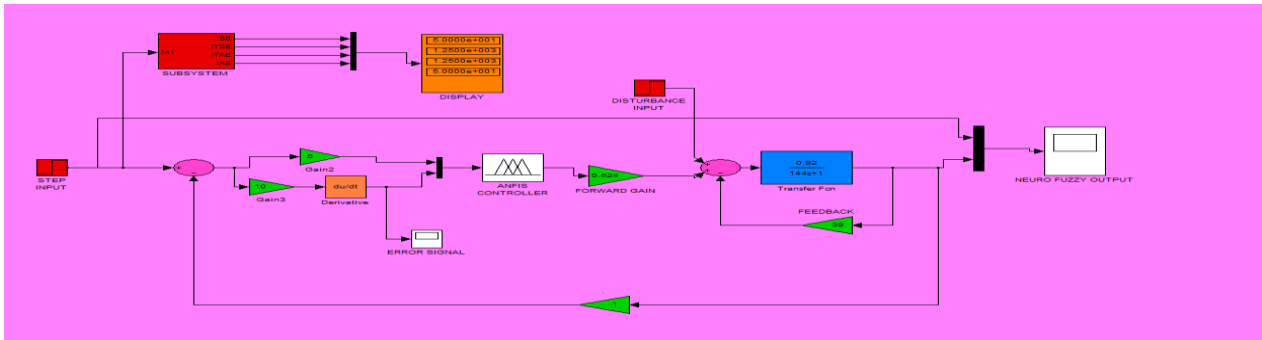 ISE
ITSE
ITAE
IAE
In1
SUBSYSTEM
5.0000e+001
1.2500e+003
1.2500e+003
5.0000e+001
DISPLAY
DISTURBANCE
INPUT
STEP
INPUT
+
-
5
Gain2
10
Gain3
du/dt
Derivative
ERROR SIGNAL
ANFIS
CONTROLLER
0.524
FORWARD GAIN
+
+
-
0.92
144s+1
Transfer Fcn
FEEDBACK
39
NEURO FUZZY OUTPUT
1